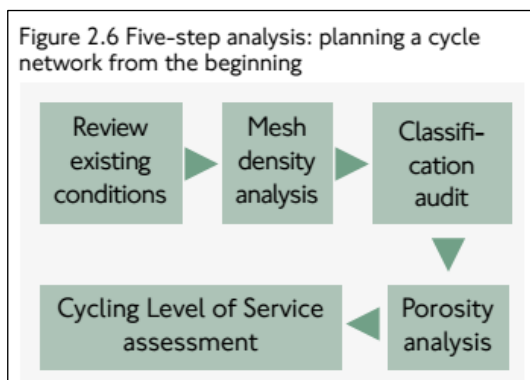 Figure 2.6 Five-step analysis: planning a cycle
network from the beginning
Review
existing
conditions
Mesh
density
analysis
Classifi-
cation
audit
Porosity
analysis
Cycling Level of Service
assessment